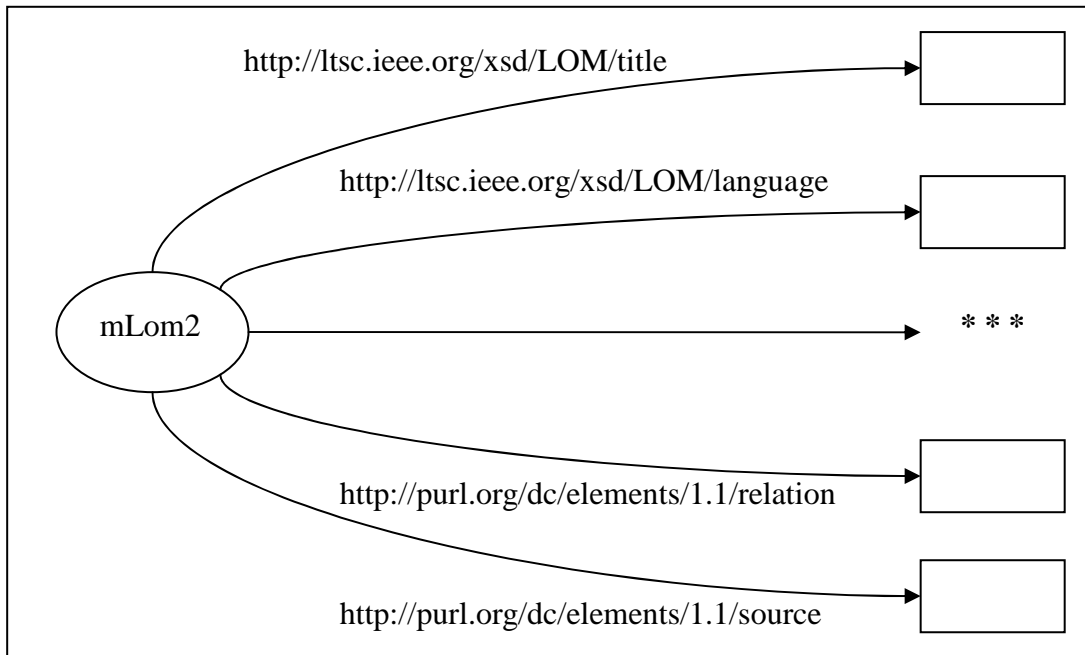 http://ltsc.ieee.org/xsd/LOM/title
http://ltsc.ieee.org/xsd/LOM/language
mLom2
* * *
http://purl.org/dc/elements/1.1/relation
http://purl.org/dc/elements/1.1/source